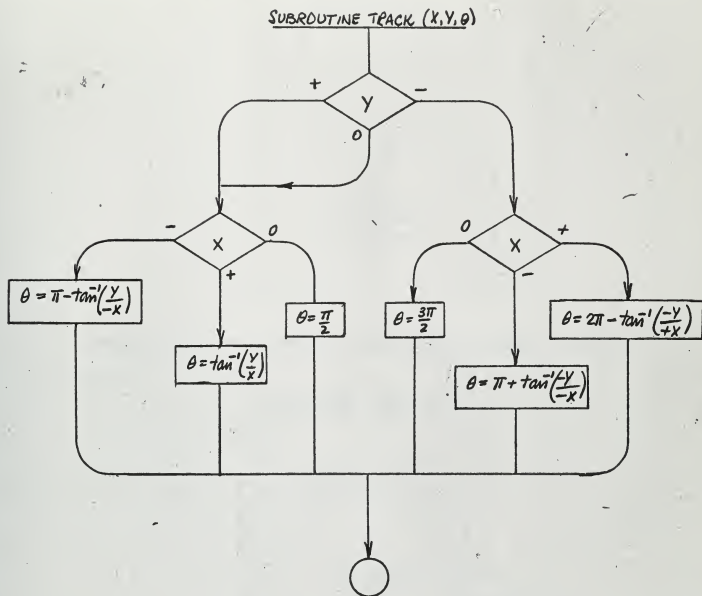 SUBROUTINE TRACK (X,Y,θ)
+
Y
-
0
-
X
0
+
0
X
+
-
θ = π - tan⁻¹(Y/-X)
θ = π/2
θ = 3π/2
θ = 2π - tan⁻¹(-Y/+X)
θ = tan⁻¹(Y/X)
θ = π + tan⁻¹(-Y/-X)